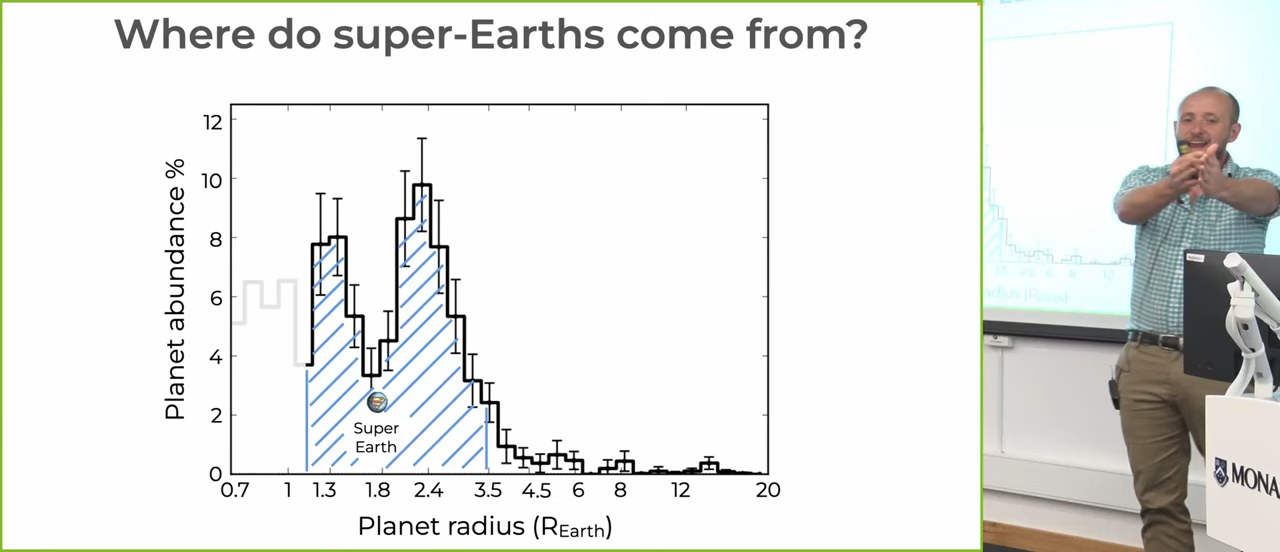 Where do super-Earths come from?
Planet abundance %
12
10
8
6
4
2
0
Super
Earth
0.7 1 1.3 1.8 2.4 3.5 4.5 6 8 12 20
Planet radius (REarth)
MONA